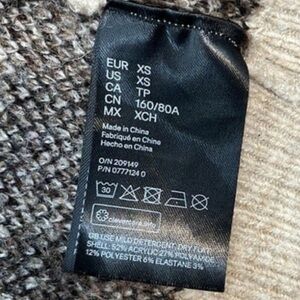 EUR XS
US XS
CA TP
CN 160/80A
MX XCH
Made in China
Fabriqué en Chine
Hecho en China
O/N 209149
P/N 0777124 0
30
GB USE MILD DETERGENT. DRY FLAT
SHELL: 52% ACRYLIC 27% POLYAMIDE
12% POLYESTER 6% ELASTANE 3%